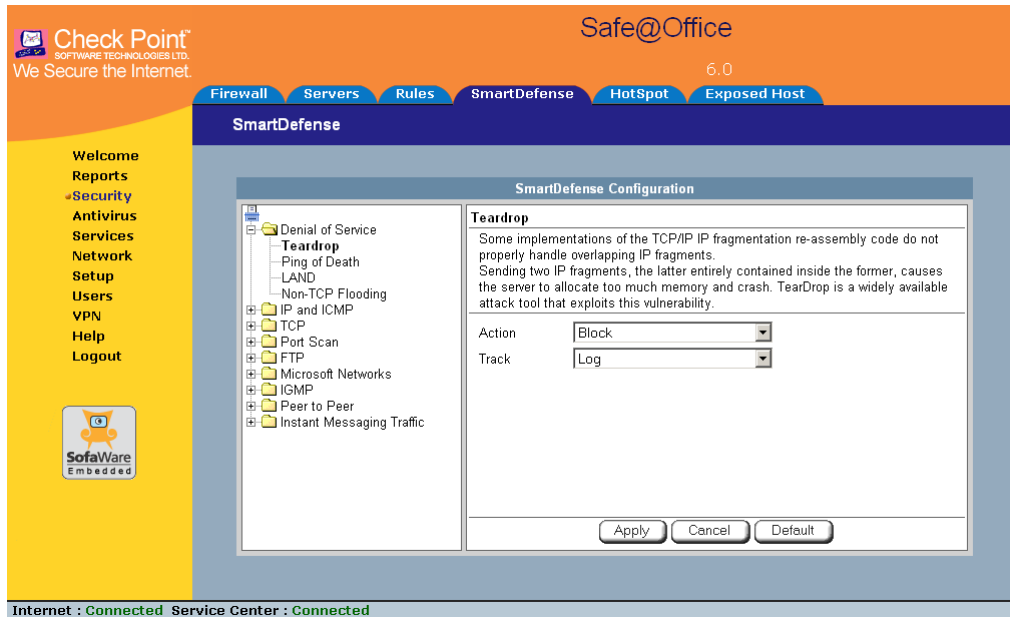 Check Point™
SOFTWARE TECHNOLOGIES LTD.
We Secure the Internet.
Safe@Office
6.0
Firewall Servers Rules SmartDefense HotSpot Exposed Host
SmartDefense
Welcome
Reports
Security
Antivirus
Services
Network
Setup
Users
VPN
Help
Logout
SofaWare
Embedded
SmartDefense Configuration
Denial of Service
Teardrop
Ping of Death
LAND
Non-TCP Flooding
IP and ICMP
TCP
Port Scan
FTP
Microsoft Networks
IGMP
Peer to Peer
Instant Messaging Traffic
Teardrop
Some implementations of the TCP/IP IP fragmentation re-assembly code do not
properly handle overlapping IP fragments.
Sending two IP fragments, the latter entirely contained inside the former, causes
the server to allocate too much memory and crash. TearDrop is a widely available
attack tool that exploits this vulnerability.
Action Block
Track Log
Apply Cancel Default
Internet : Connected Service Center : Connected